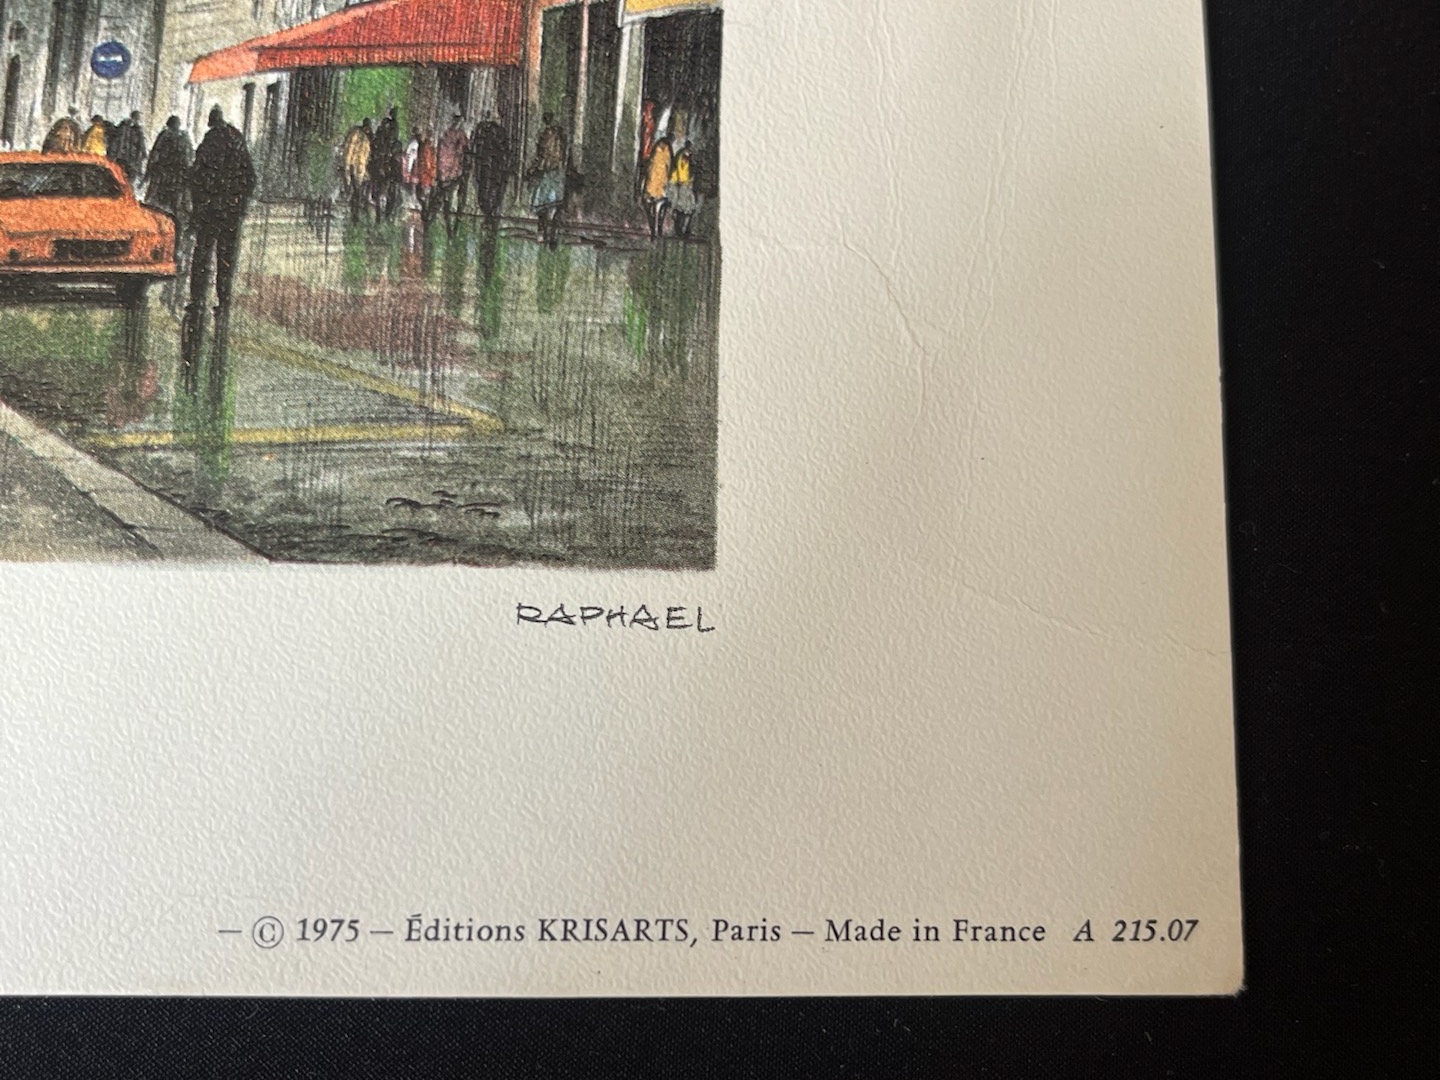 RAPHAEL
— © 1975 — Éditions KRISARTS, Paris — Made in France A 215.07